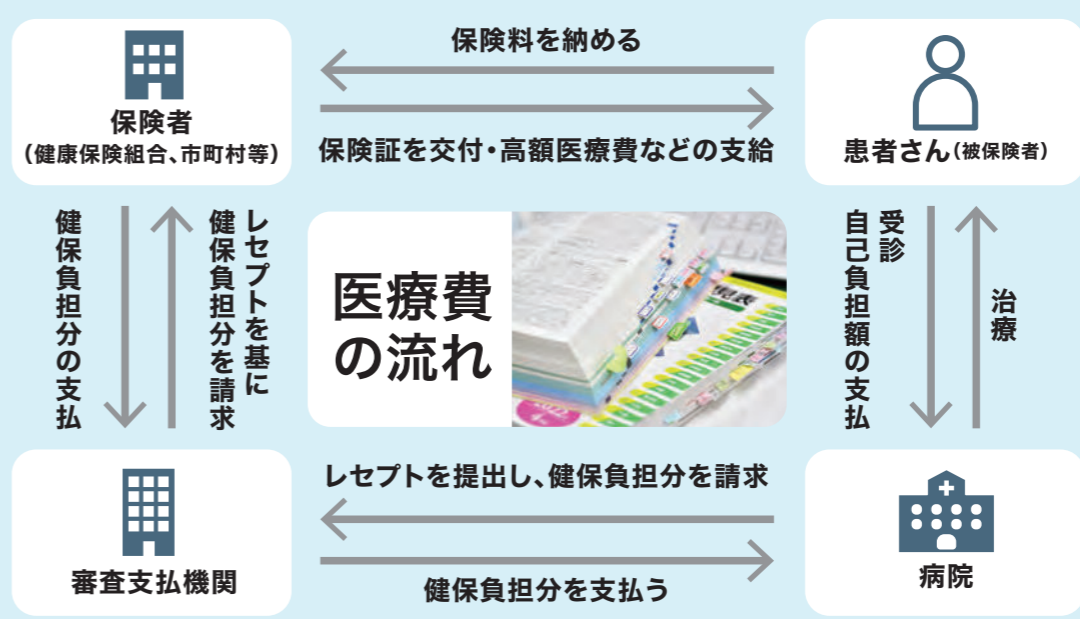 保険料を納める
保険者
（健康保険組合、市町村等）
保険証を交付・高額医療費などの支給
患者さん（被保険者）
健保負担分の支払
レセプトを基に
健保負担分を請求
医療費
の流れ
覧表
受診
自己負担額の支払
治療
レセプトを提出し、健保負担分を請求
審査支払機関
健保負担分を支払う
病院